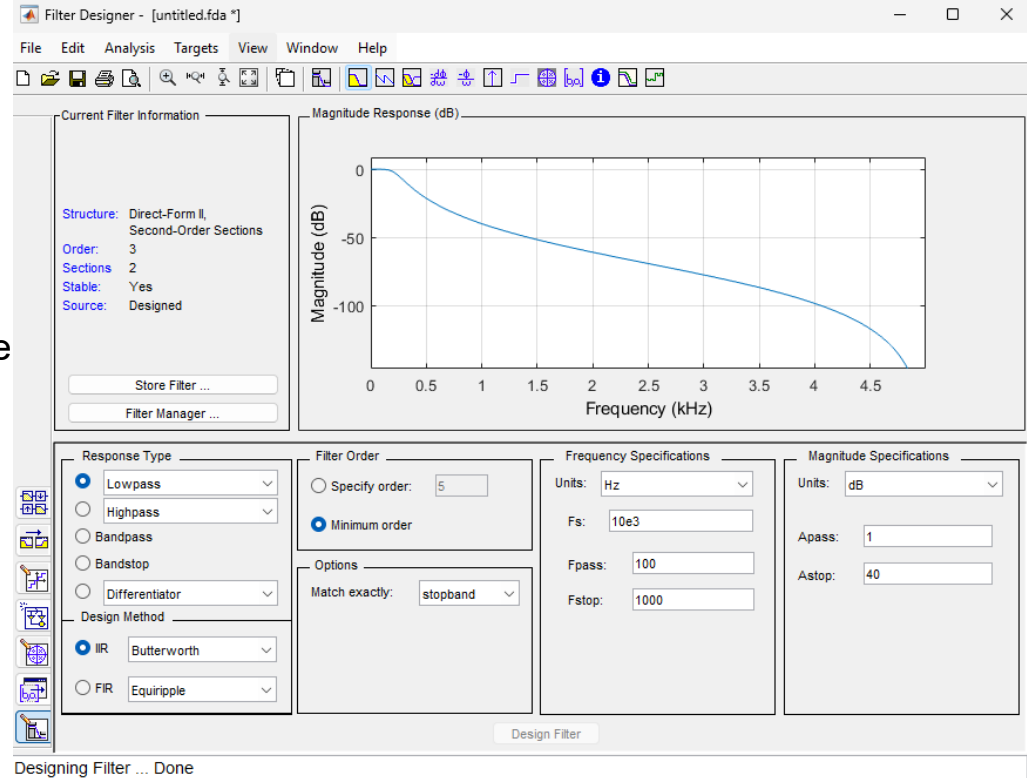 Filter Designer - [untitled.fda *]
File Edit Analysis Targets View Window Help
Current Filter Information
Structure: Direct-Form II,
Second-Order Sections
Order: 3
Sections 2
Stable: Yes
Source: Designed
Store Filter ...
Filter Manager ...
Magnitude Response (dB)
Magnitude (dB)
0
-50
-100
0 0.5 1 1.5 2 2.5 3 3.5 4 4.5
Frequency (kHz)
e
Response Type
Lowpass
Highpass
Bandpass
Bandstop
Differentiator
Design Method
IIR Butterworth
FIR Equiripple
Filter Order
Specify order: 5
Minimum order
Options
Match exactly: stopband
Frequency Specifications
Units: Hz
Fs: 10e3
Fpass: 100
Fstop: 1000
Magnitude Specifications
Units: dB
Apass: 1
Astop: 40
Design Filter
Designing Filter ... Done